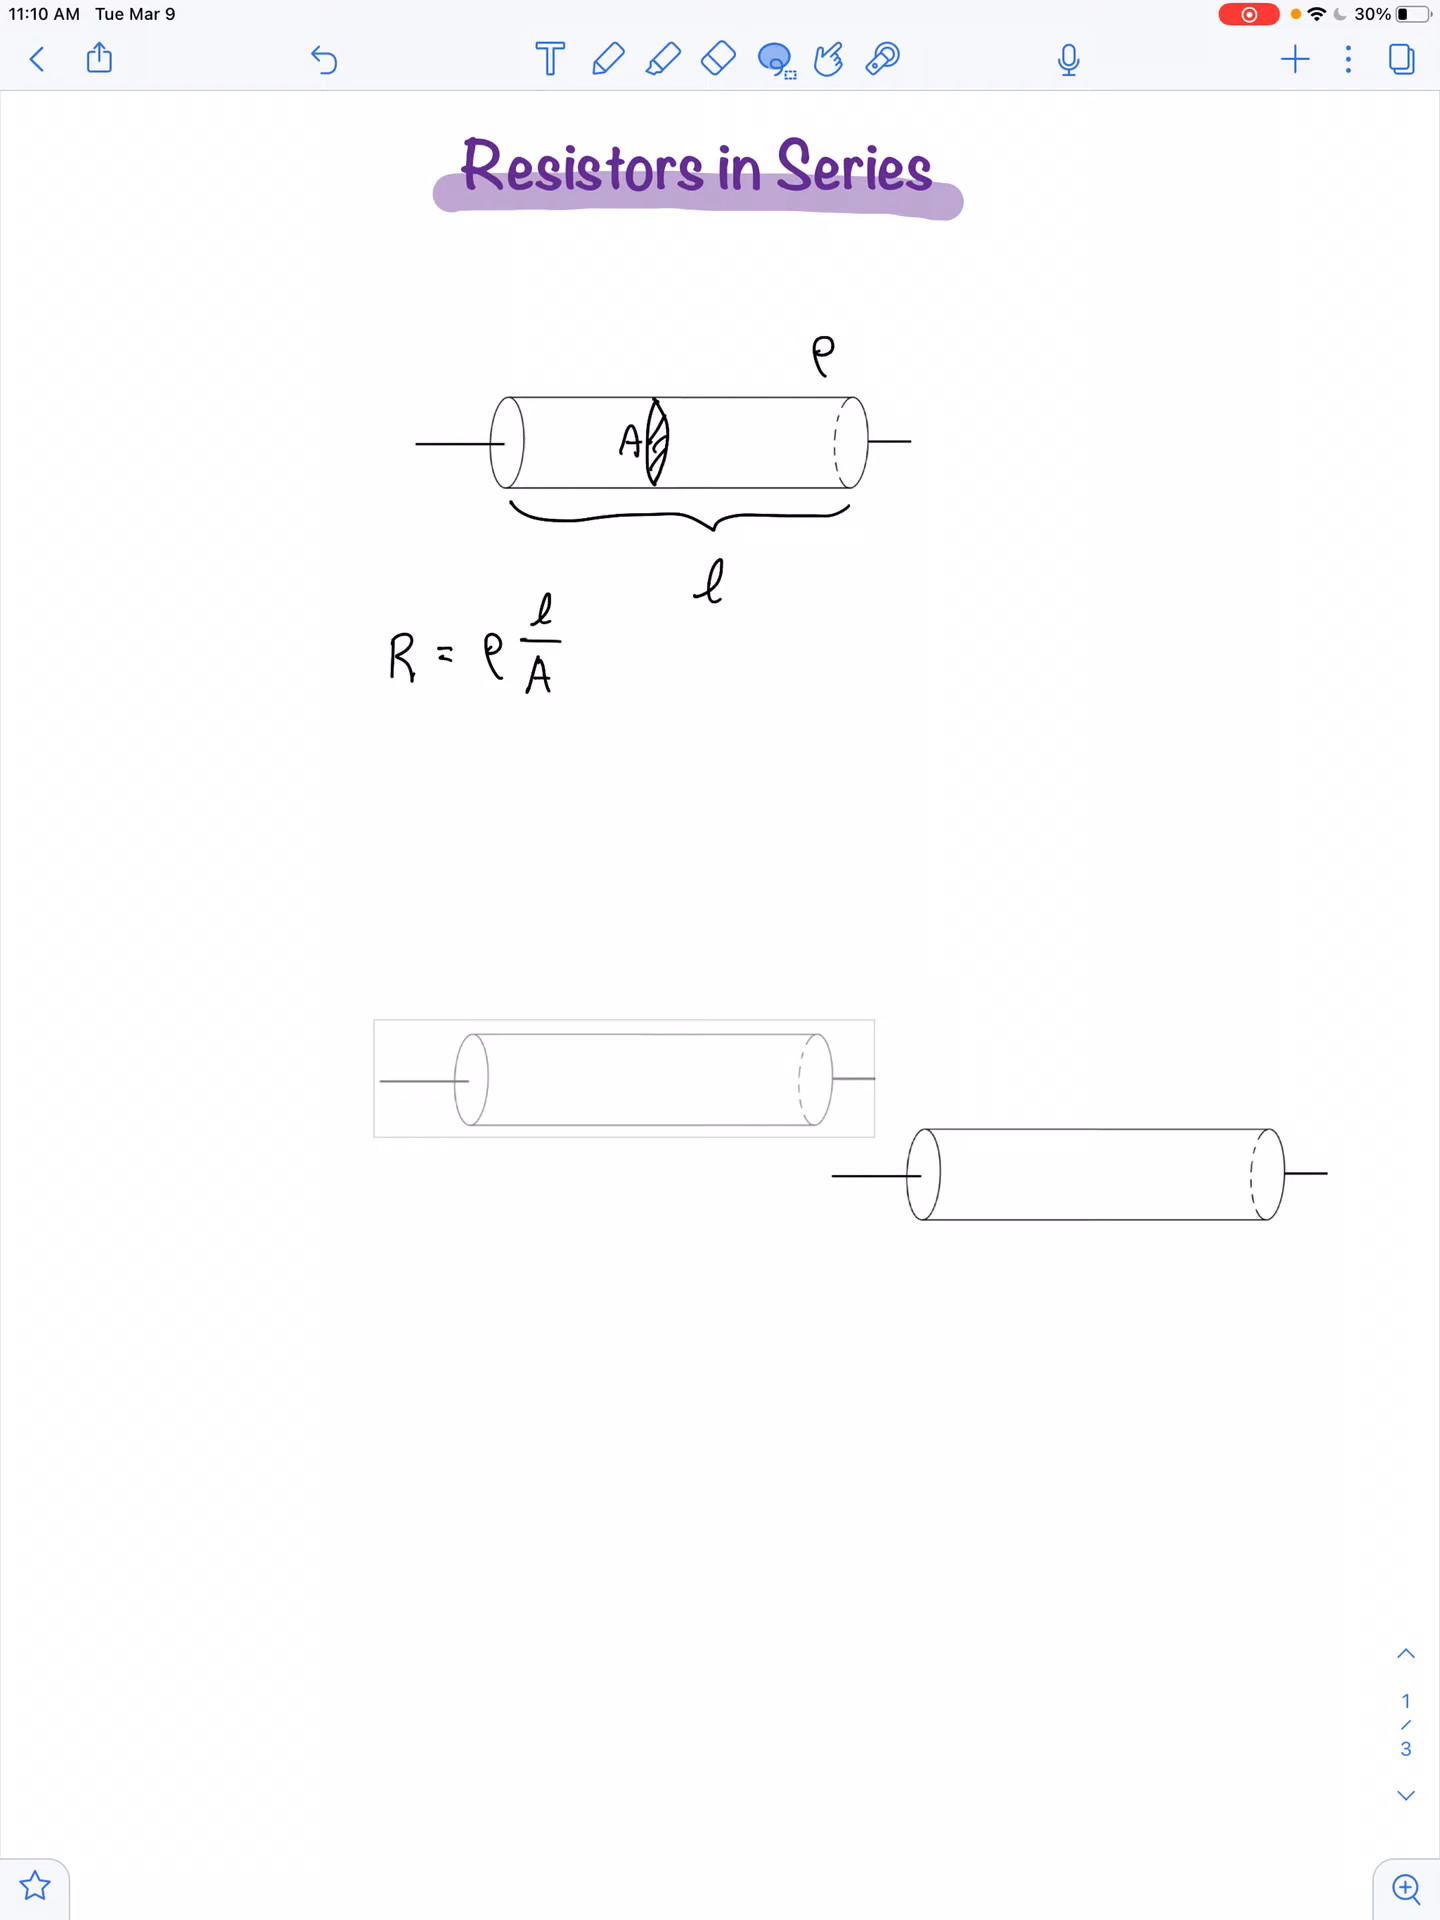 11:10 AM Tue Mar 9 30%
T
Resistors in Series
ρ
A
l
R = ρ l/A
1
/
3